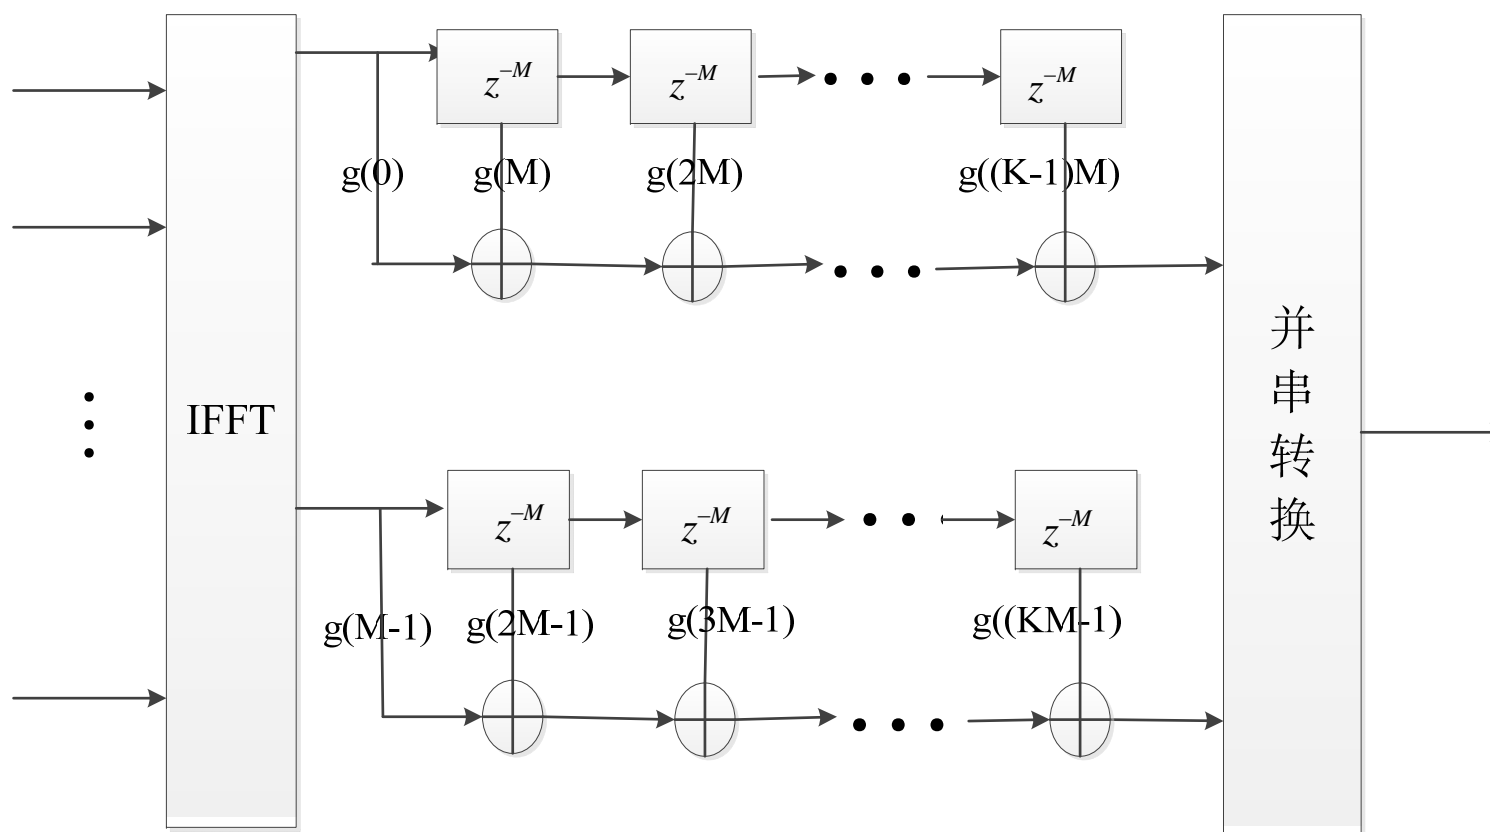 IFFT
z^{-M} z^{-M} z^{-M}
g(0) g(M) g(2M) g((K-1)M)
z^{-M} z^{-M} z^{-M}
g(M-1) g(2M-1) g(3M-1) g((KM-1)
并串转换